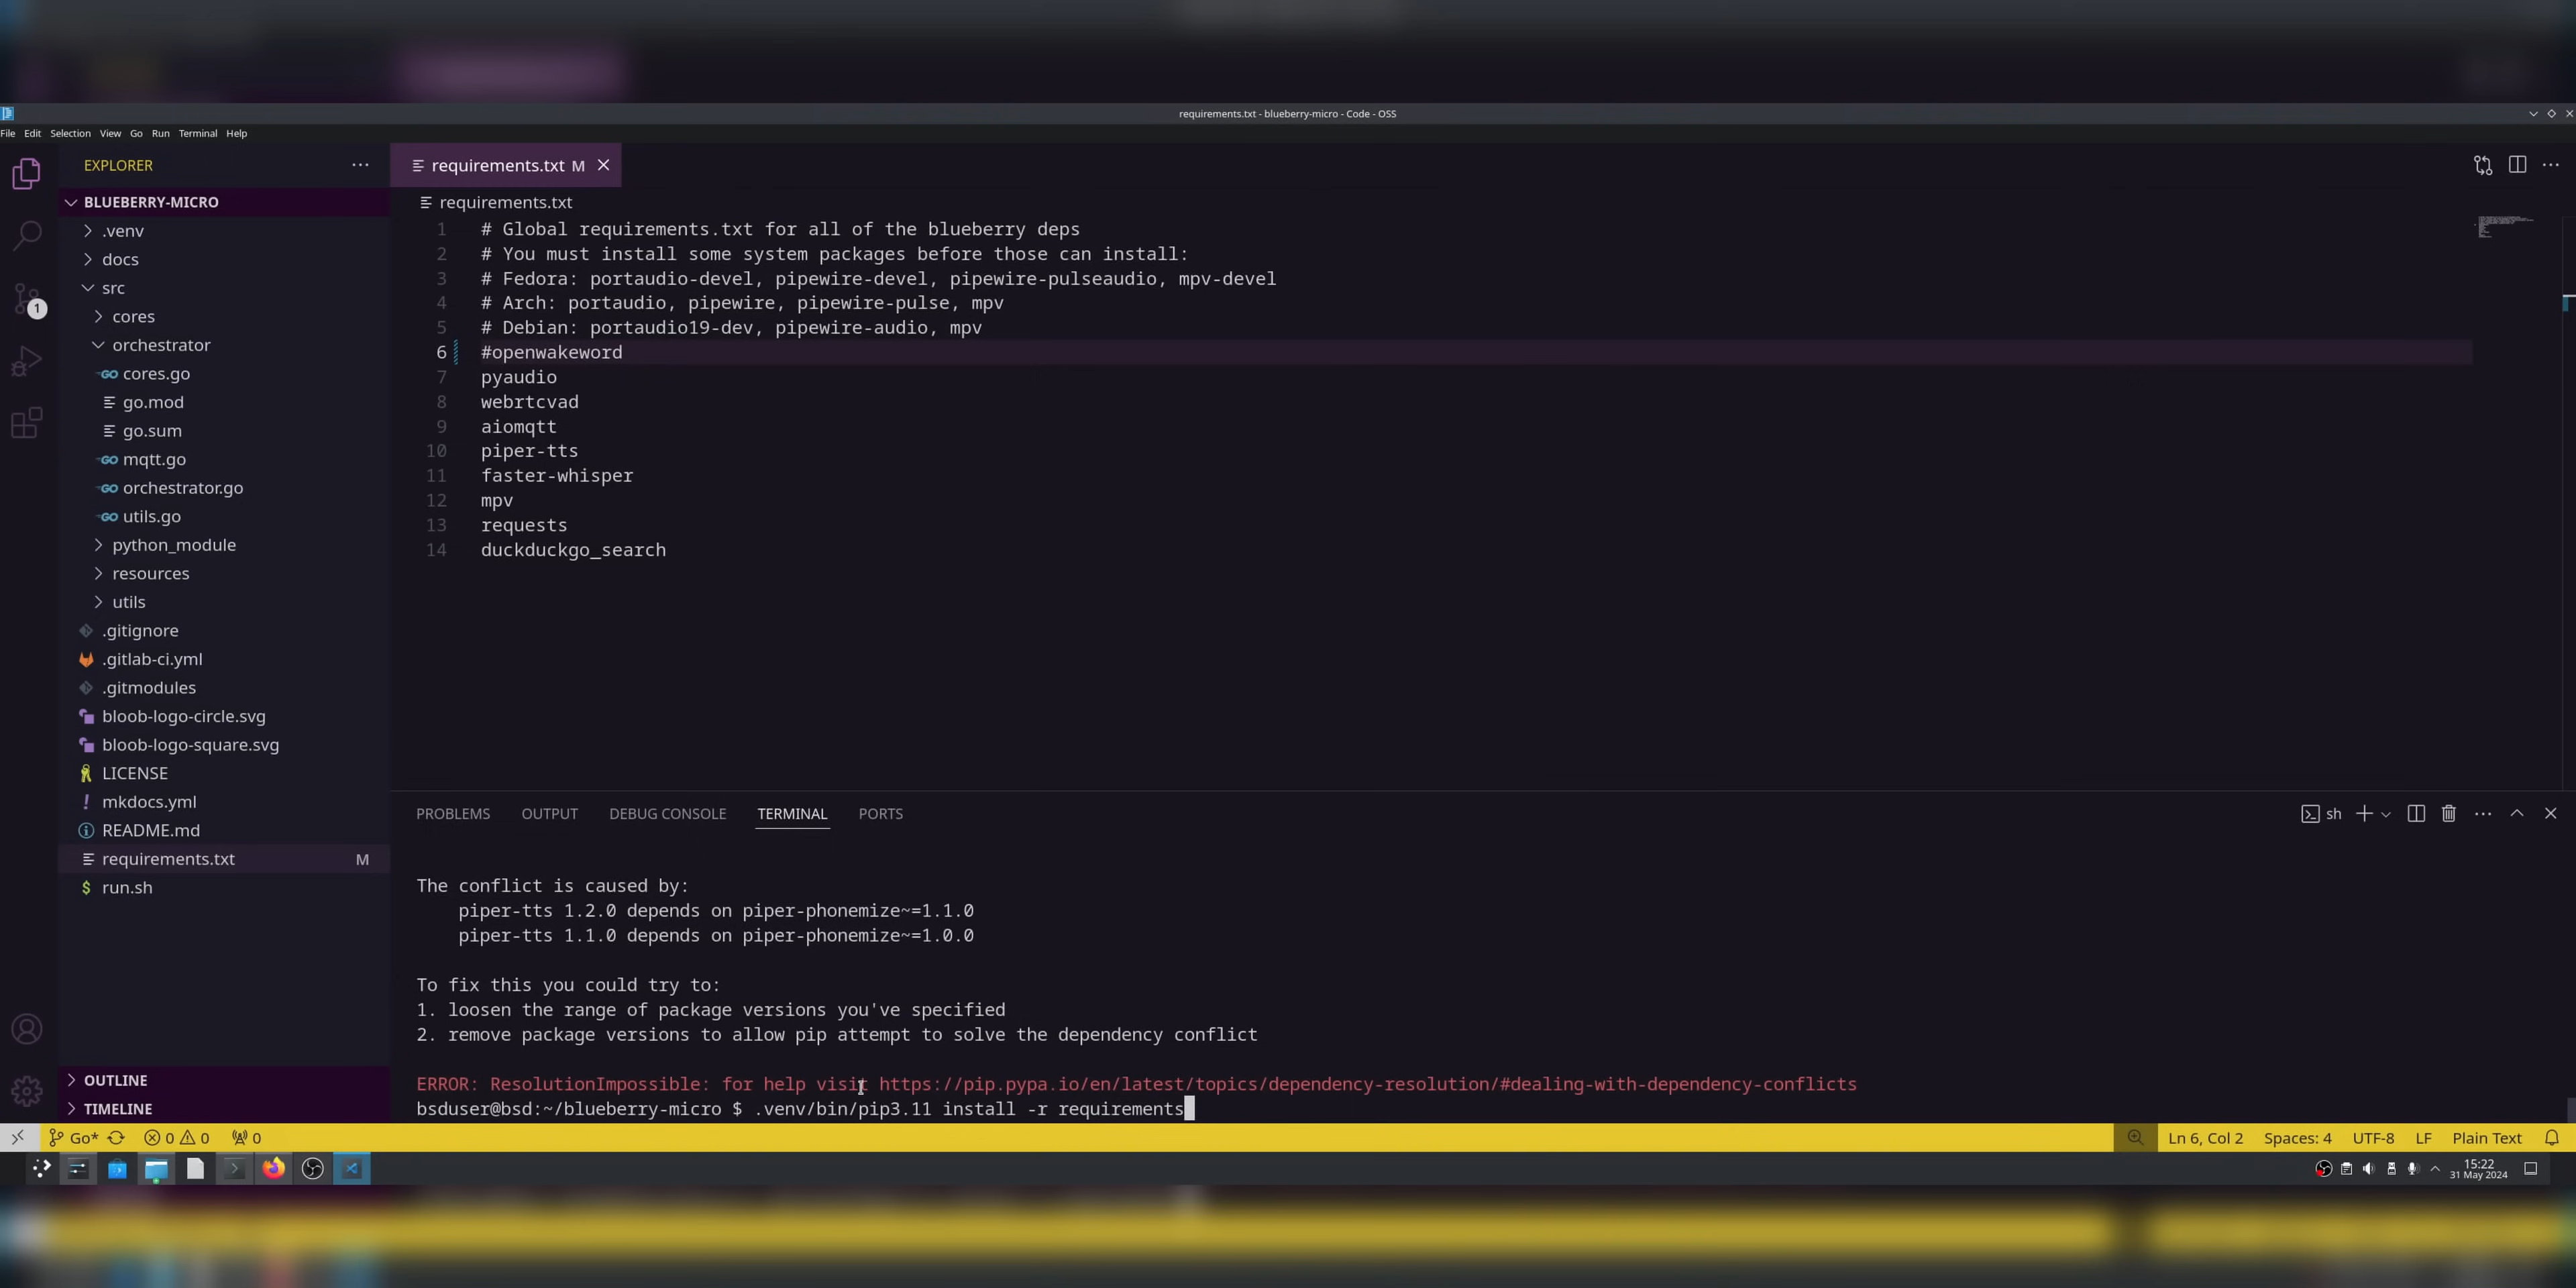 requirements.txt - blueberry-micro - Code - OSS
File Edit Selection View Go Run Terminal Help
EXPLORER
BLUEBERRY-MICRO
.venv
docs
src
cores
orchestrator
cores.go
go.mod
go.sum
mqtt.go
orchestrator.go
utils.go
python_module
resources
utils
.gitignore
.gitlab-ci.yml
.gitmodules
bloob-logo-circle.svg
bloob-logo-square.svg
LICENSE
mkdocs.yml
README.md
requirements.txt M
run.sh
OUTLINE
TIMELINE
1
requirements.txt M
requirements.txt
1 # Global requirements.txt for all of the blueberry deps
2 # You must install some system packages before those can install:
3 # Fedora: portaudio-devel, pipewire-devel, pipewire-pulseaudio, mpv-devel
4 # Arch: portaudio, pipewire, pipewire-pulse, mpv
5 # Debian: portaudio19-dev, pipewire-audio, mpv
6 #openwakeword
7 pyaudio
8 webrtcvad
9 aiomqtt
10 piper-tts
11 faster-whisper
12 mpv
13 requests
14 duckduckgo_search
PROBLEMS OUTPUT DEBUG CONSOLE TERMINAL PORTS
sh
The conflict is caused by:
piper-tts 1.2.0 depends on piper-phonemize~=1.1.0
piper-tts 1.1.0 depends on piper-phonemize~=1.0.0
To fix this you could try to:
1. loosen the range of package versions you've specified
2. remove package versions to allow pip attempt to solve the dependency conflict
ERROR: ResolutionImpossible: for help visit https://pip.pypa.io/en/latest/topics/dependency-resolution/#dealing-with-dependency-conflicts
bsduser@bsd:~/blueberry-micro $ .venv/bin/pip3.11 install -r requirements
Go* 0 0 0
Ln 6, Col 2 Spaces: 4 UTF-8 LF Plain Text
15:22
31 May 2024